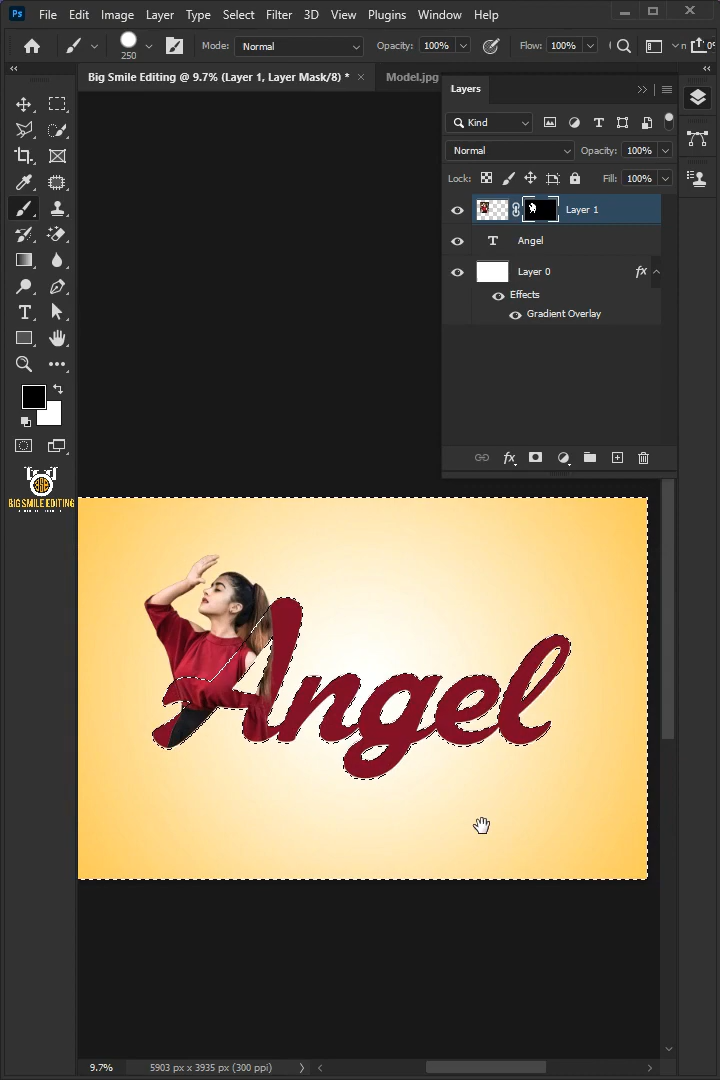 Ps File Edit Image Layer Type Select Filter 3D View Plugins Window Help
250 Mode: Normal Opacity: 100% Flow: 100%
Big Smile Editing @ 9.7% (Layer 1, Layer Mask/8) * × Model.jpg
Layers
Kind
Normal Opacity: 100%
Lock: Fill: 100%
Layer 1
T Angel
Layer 0 fx
Effects
Gradient Overlay
fx
BIG SMILE EDITING
Angel
9.7% 5903 px x 3935 px (300 ppi)